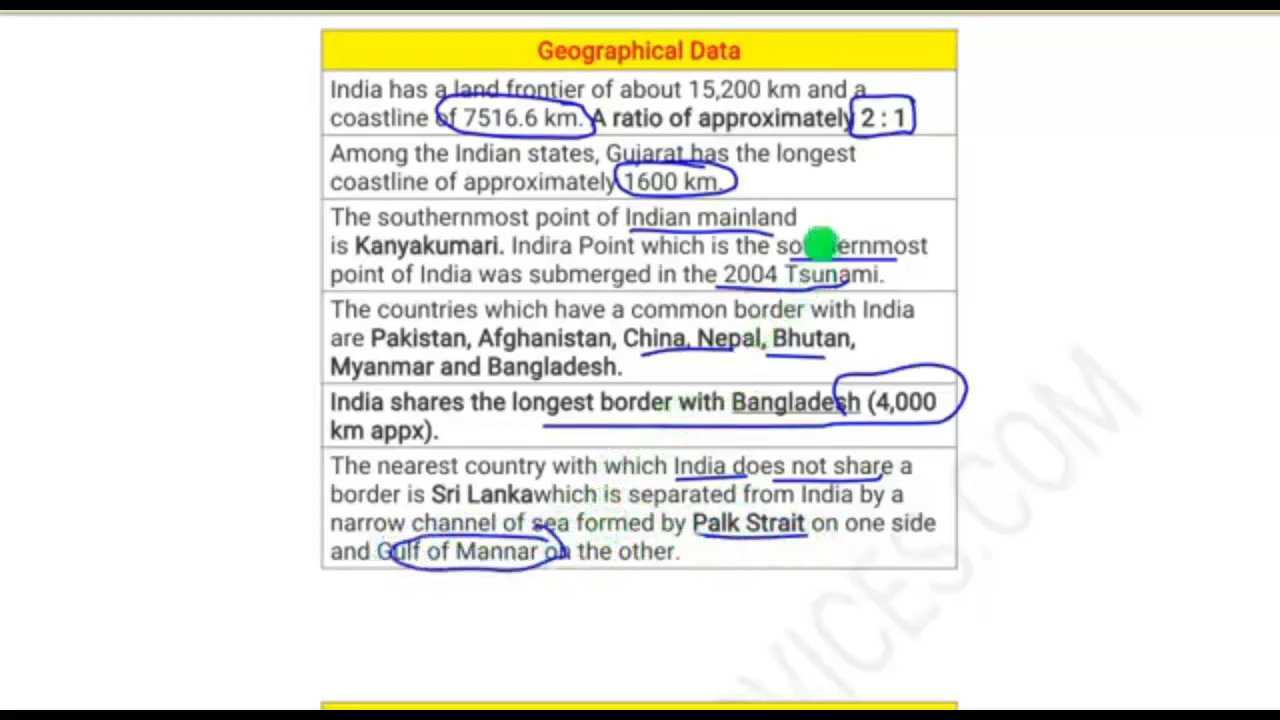 Geographical Data
India has a land frontier of about 15,200 km and a
coastline of 7516.6 km. A ratio of approximately 2 : 1
Among the Indian states, Gujarat has the longest
coastline of approximately 1600 km.
The southernmost point of Indian mainland
is Kanyakumari. Indira Point which is the southernmost
point of India was submerged in the 2004 Tsunami.
The countries which have a common border with India
are Pakistan, Afghanistan, China, Nepal, Bhutan,
Myanmar and Bangladesh.
India shares the longest border with Bangladesh (4,000
km appx).
The nearest country with which India does not share a
border is Sri Lankawhich is separated from India by a
narrow channel of sea formed by Palk Strait on one side
and Gulf of Mannar on the other.
VICES.COM